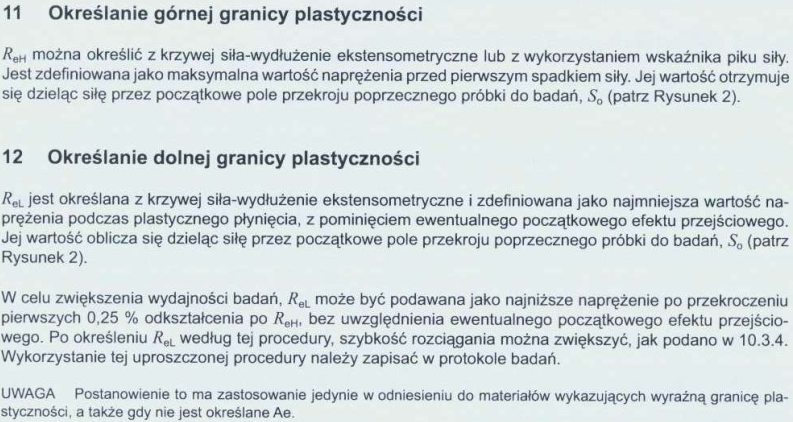 11 Określanie górnej granicy plastyczności
ReH można określić z krzywej siła-wydłużenie ekstensometryczne lub z wykorzystaniem wskaźnika piku siły.
Jest zdefiniowana jako maksymalna wartość naprężenia przed pierwszym spadkiem siły. Jej wartość otrzymuje
się dzieląc siłę przez początkowe pole przekroju poprzecznego próbki do badań, So (patrz Rysunek 2).
12 Określanie dolnej granicy plastyczności
ReL jest określana z krzywej siła-wydłużenie ekstensometryczne i zdefiniowana jako najmniejsza wartość na-
prężenia podczas plastycznego płynięcia, z pominięciem ewentualnego początkowego efektu przejściowego.
Jej wartość oblicza się dzieląc siłę przez początkowe pole przekroju poprzecznego próbki do badań, So (patrz
Rysunek 2).
W celu zwiększenia wydajności badań, ReL może być podawana jako najniższe naprężenie po przekroczeniu
pierwszych 0,25 % odkształcenia po ReH, bez uwzględnienia ewentualnego początkowego efektu przejścio-
wego. Po określeniu ReL według tej procedury, szybkość rozciągania można zwiększyć, jak podano w 10.3.4.
Wykorzystanie tej uproszczonej procedury należy zapisać w protokole badań.
UWAGA Postanowienie to ma zastosowanie jedynie w odniesieniu do materiałów wykazujących wyraźną granicę pla-
styczności, a także gdy nie jest określane Ae.